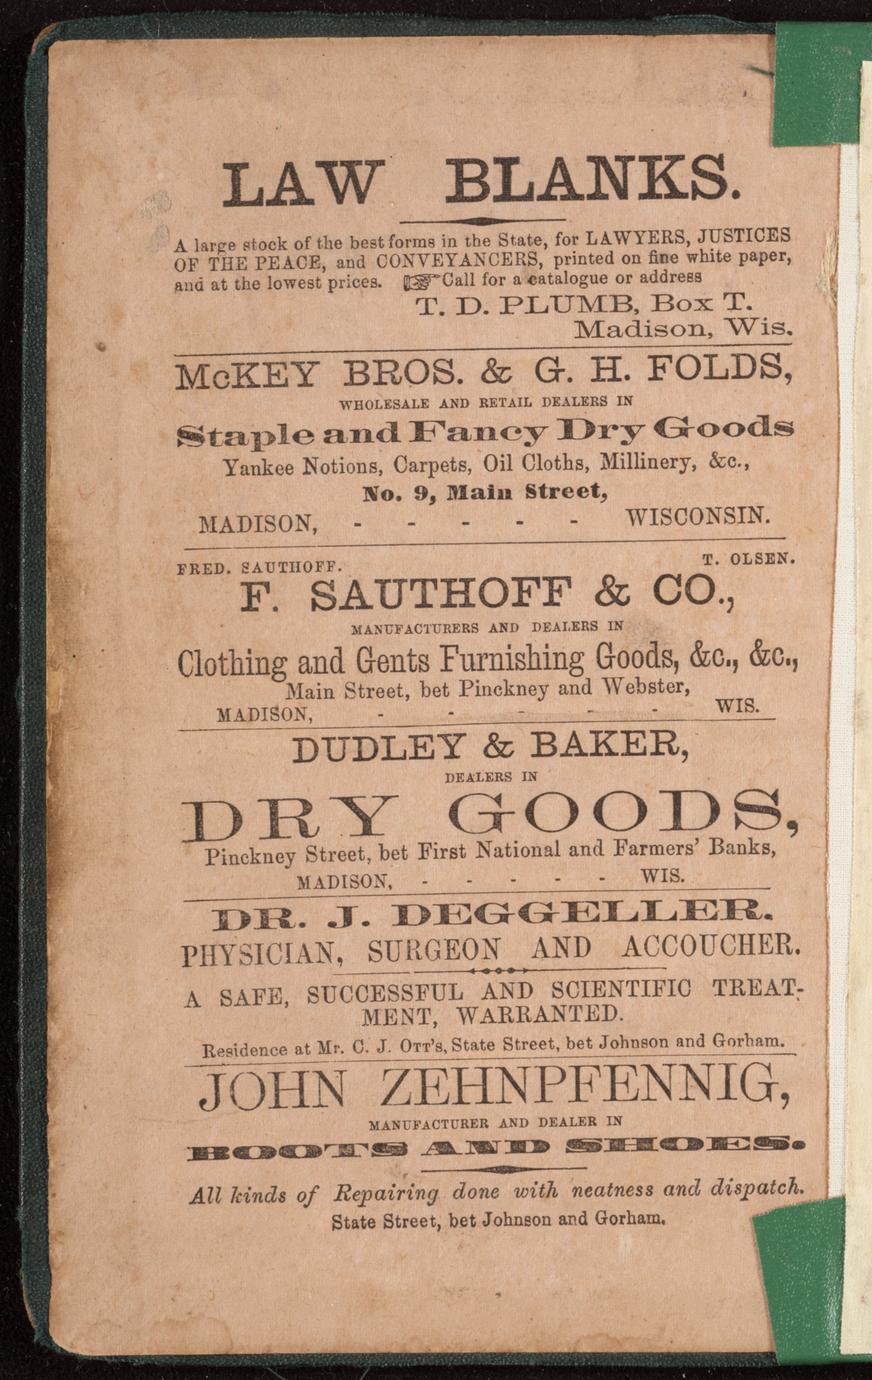 LAW BLANKS.
A large stock of the best forms in the State, for LAWYERS, JUSTICES
OF THE PEACE, and CONVEYANCERS, printed on fine white paper,
and at the lowest prices. ☞Call for a catalogue or address
T. D. PLUMB, Box T.
Madison, Wis.
McKEY BROS. & G. H. FOLDS,
WHOLESALE AND RETAIL DEALERS IN
Staple and Fancy Dry Goods
Yankee Notions, Carpets, Oil Cloths, Millinery, &c.,
No. 9, Main Street,
MADISON, - - - - - WISCONSIN.
FRED. SAUTHOFF. T. OLSEN.
F. SAUTHOFF & CO.,
MANUFACTURERS AND DEALERS IN
Clothing and Gents Furnishing Goods, &c., &c.,
Main Street, bet Pinckney and Webster,
MADISON, - - - - - WIS.
DUDLEY & BAKER,
DEALERS IN
DRY GOODS,
Pinckney Street, bet First National and Farmers' Banks,
MADISON, - - - - - WIS.
DR. J. DEGGELLER.
PHYSICIAN, SURGEON AND ACCOUCHER.
A SAFE, SUCCESSFUL AND SCIENTIFIC TREAT-
MENT, WARRANTED.
Residence at Mr. C. J. OTT's, State Street, bet Johnson and Gorham.
JOHN ZEHNPFENNIG,
MANUFACTURER AND DEALER IN
BOOTS AND SHOES.
All kinds of Repairing done with neatness and dispatch.
State Street, bet Johnson and Gorham.